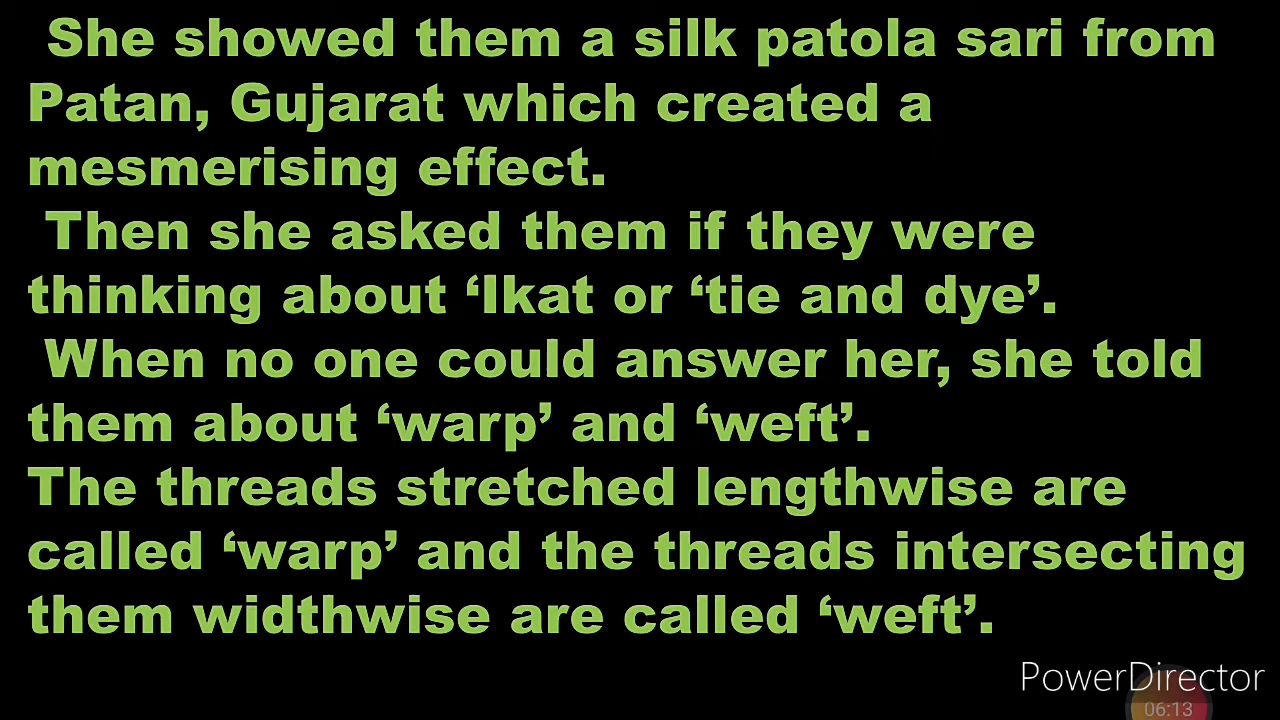 She showed them a silk patola sari from
Patan, Gujarat which created a
mesmerising effect.
Then she asked them if they were
thinking about ‘Ikat or ‘tie and dye’.
When no one could answer her, she told
them about ‘warp’ and ‘weft’.
The threads stretched lengthwise are
called ‘warp’ and the threads intersecting
them widthwise are called ‘weft’.
PowerDirector
06:13